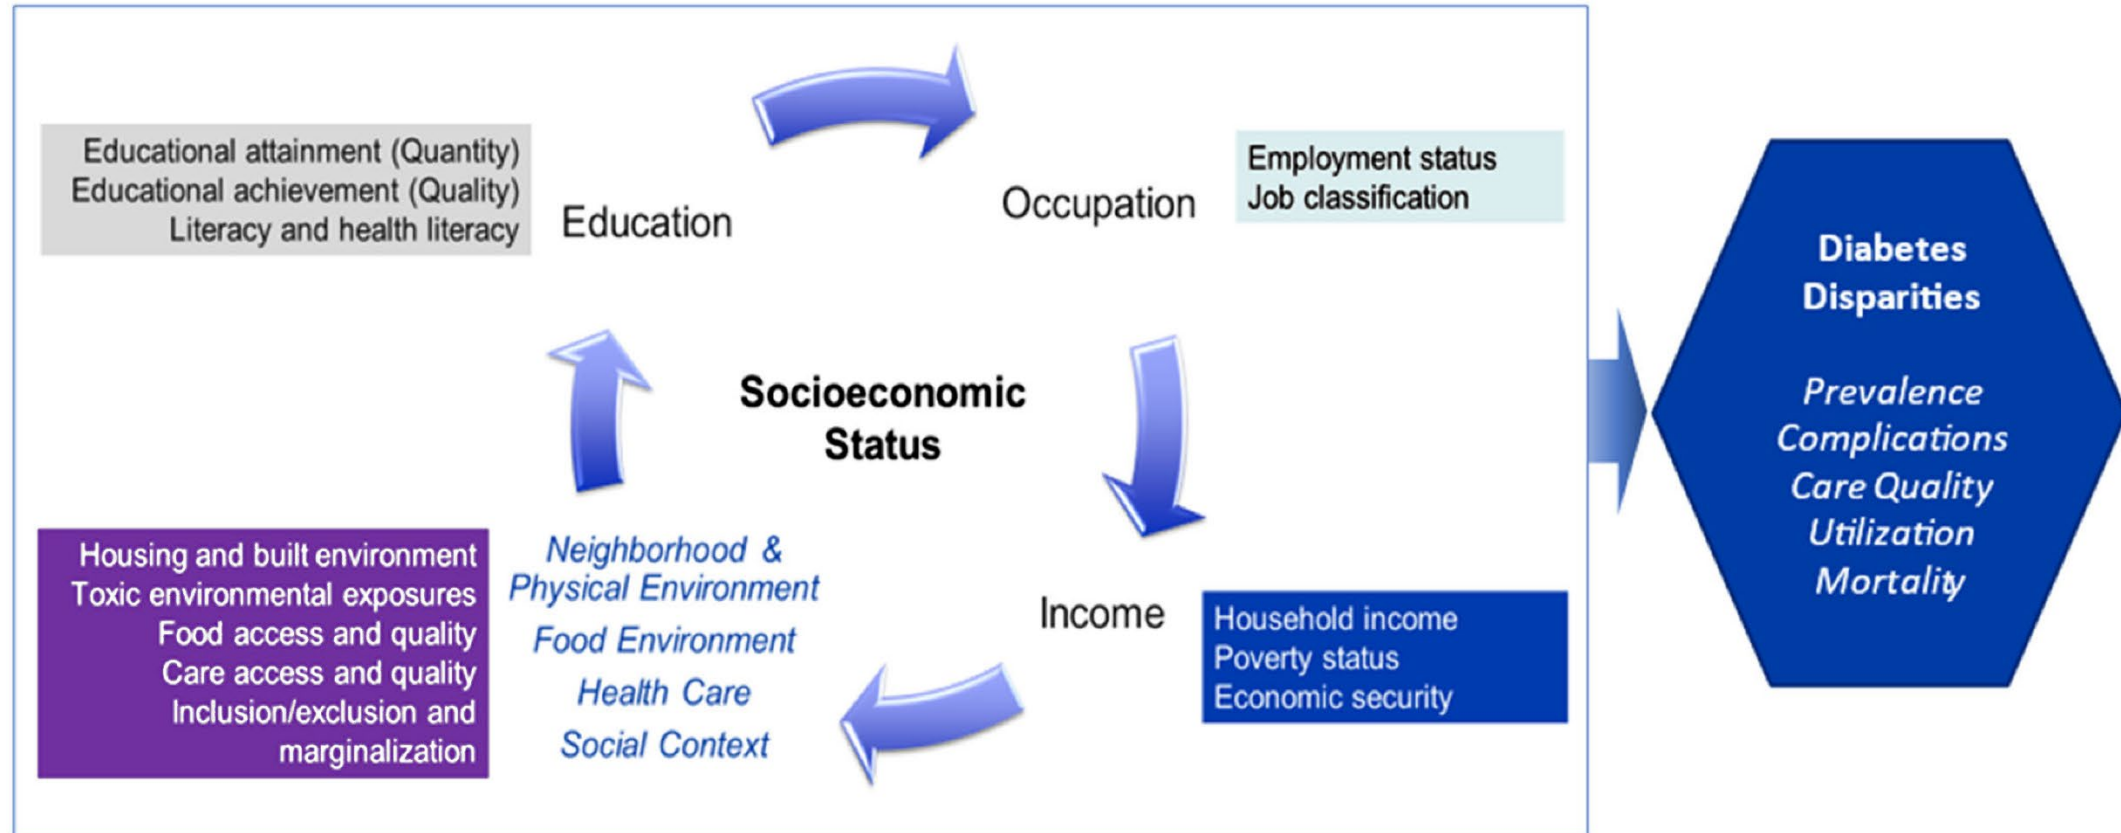 Educational attainment (Quantity)
Educational achievement (Quality)
Literacy and health literacy
Education
Occupation
Employment status
Job classification
Socioeconomic
Status
Housing and built environment
Toxic environmental exposures
Food access and quality
Care access and quality
Inclusion/exclusion and
marginalization
Neighborhood &
Physical Environment
Food Environment
Health Care
Social Context
Income
Household income
Poverty status
Economic security
Diabetes
Disparities
Prevalence
Complications
Care Quality
Utilization
Mortality